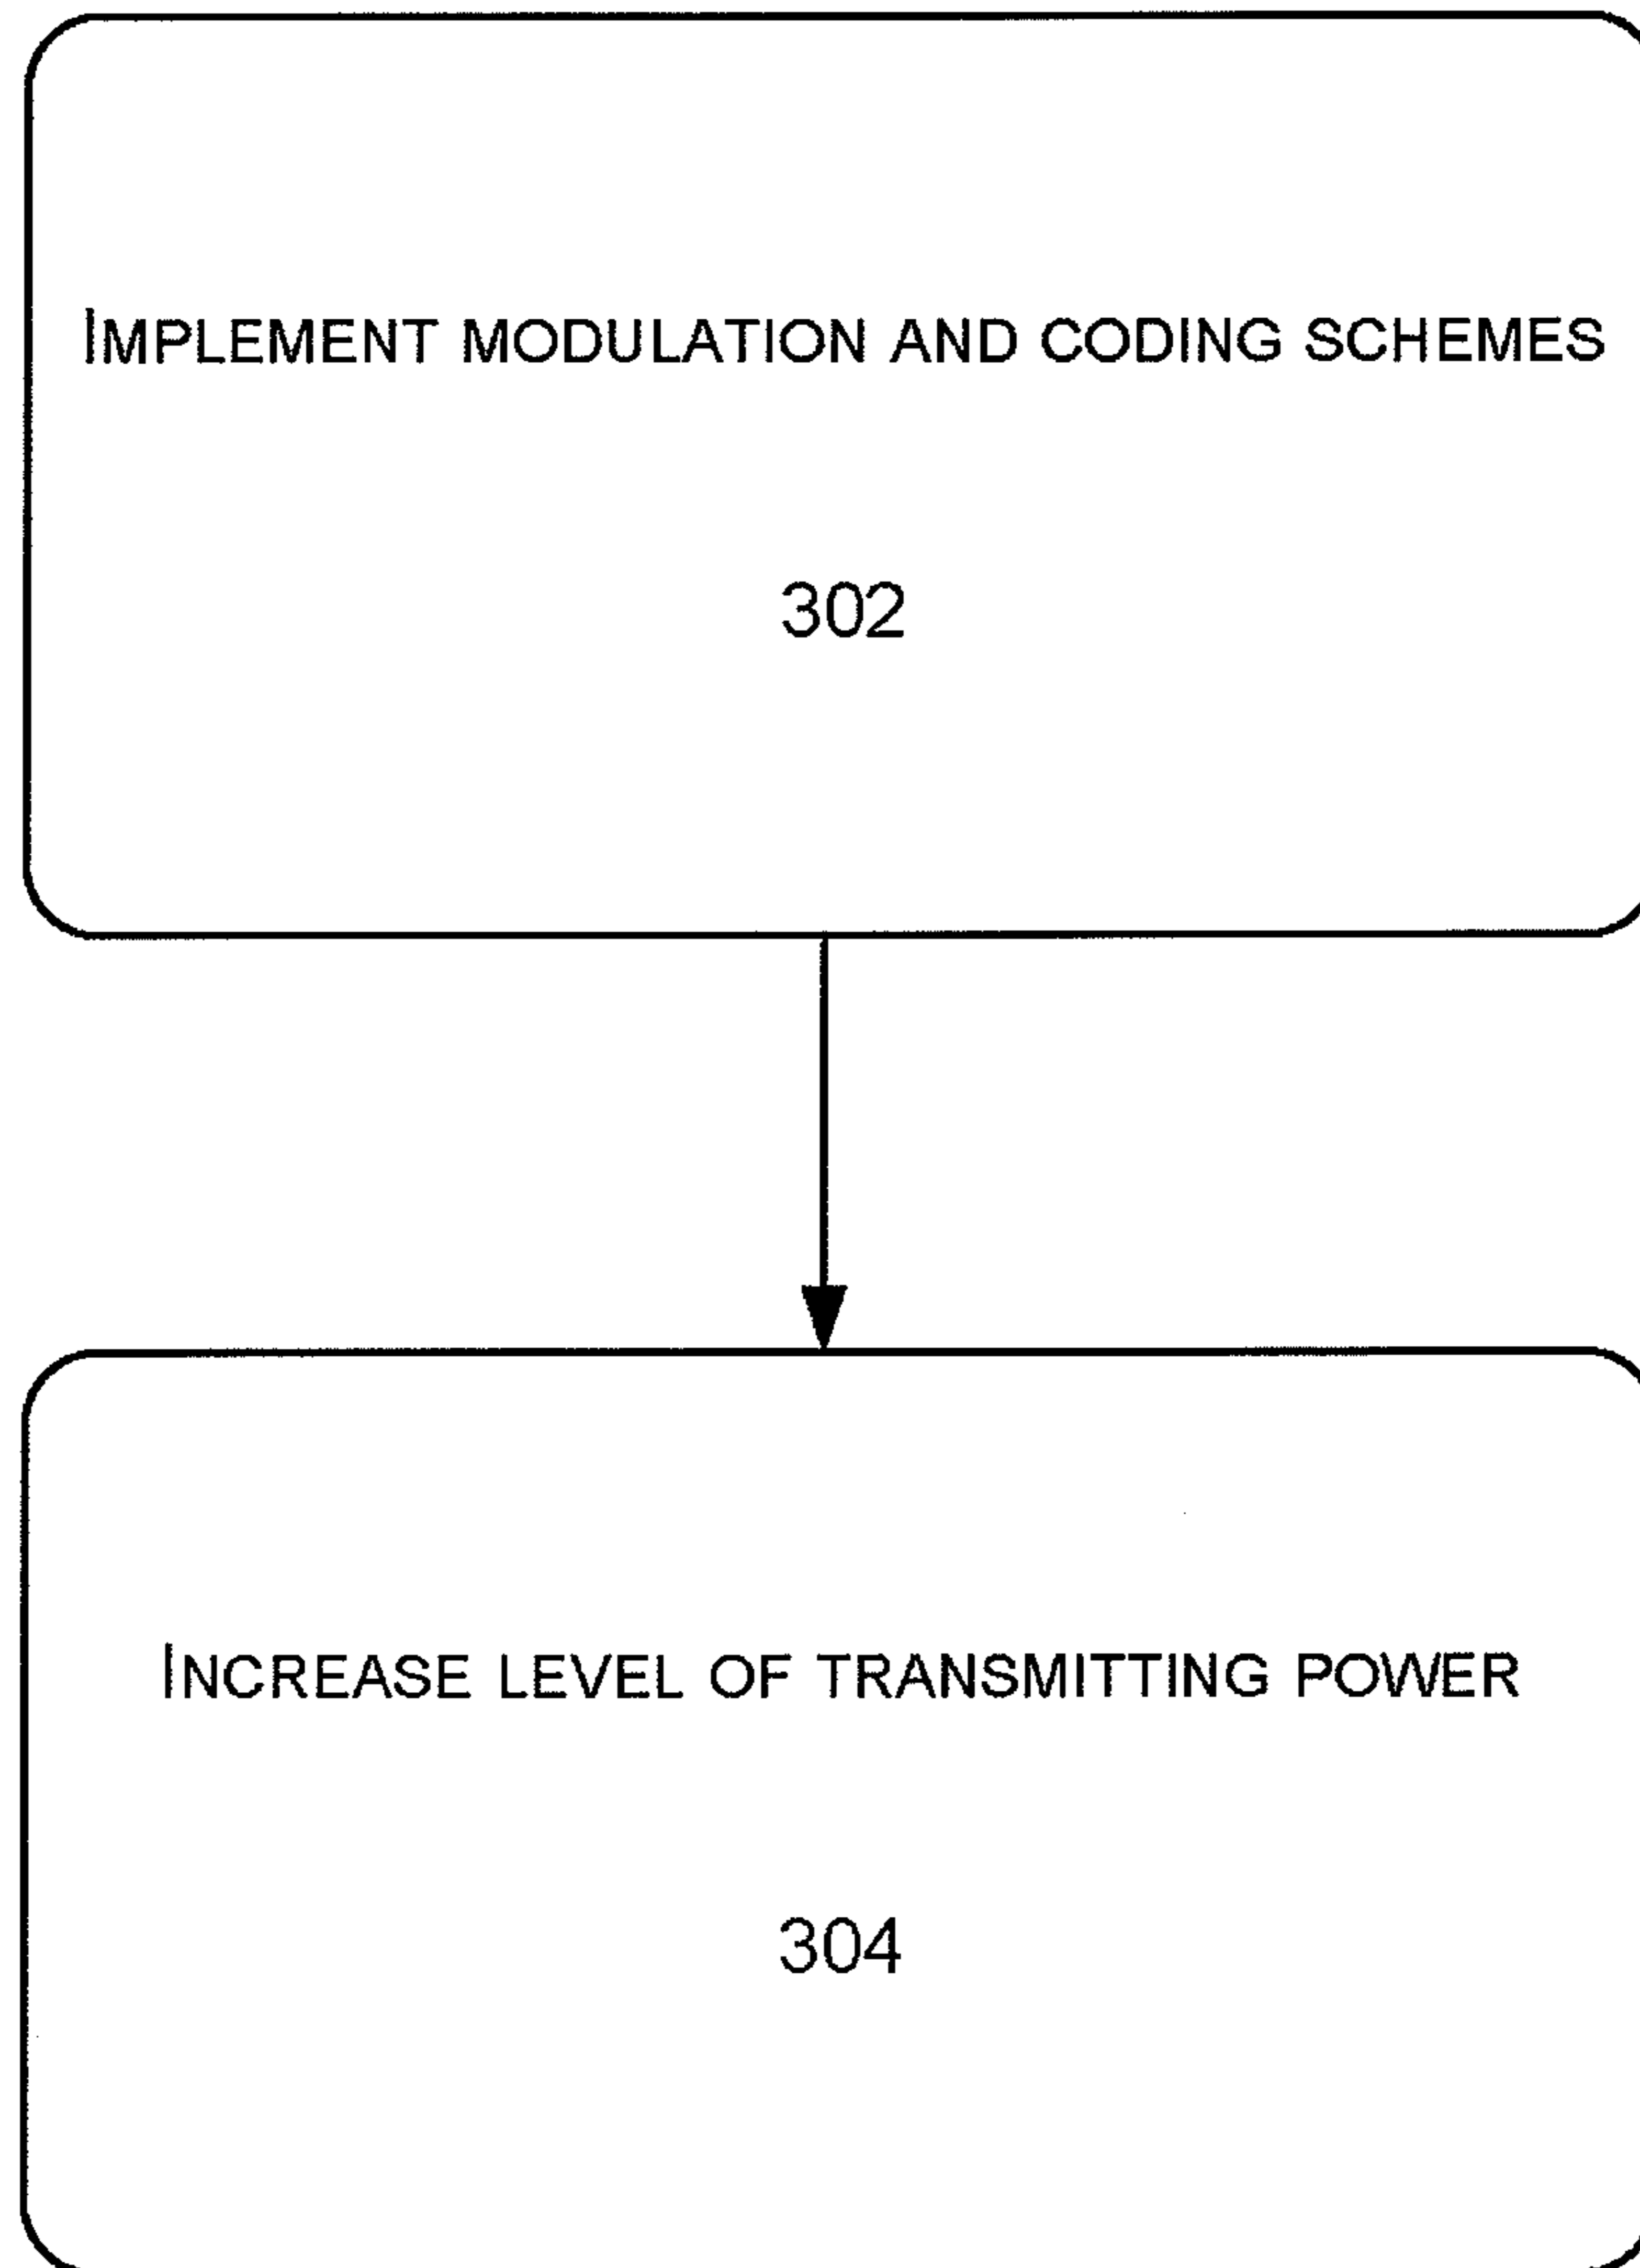 IMPLEMENT MODULATION AND CODING SCHEMES
302
INCREASE LEVEL OF TRANSMITTING POWER
304